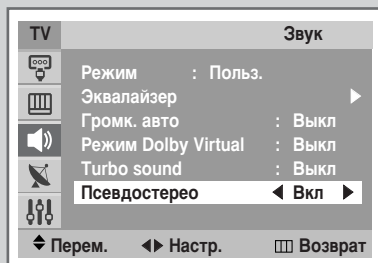 TV Звук
Режим : Польз.
Эквалайзер
Громк. авто : Выкл
Режим Dolby Virtual : Выкл
Turbo sound : Выкл
Псевдостерео Вкл
Перем. Настр. Возврат